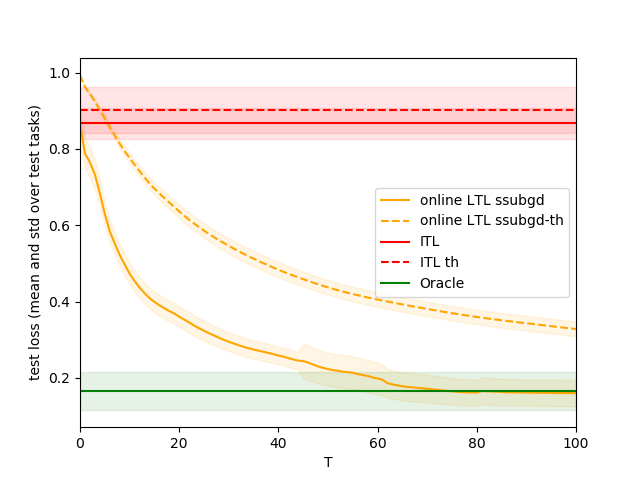 1.0
0.8
0.6
0.4
0.2
0
20
40
60
80
100
T
test loss (mean and std over test tasks)
online LTL ssubgd
online LTL ssubgd-th
ITL
ITL th
Oracle